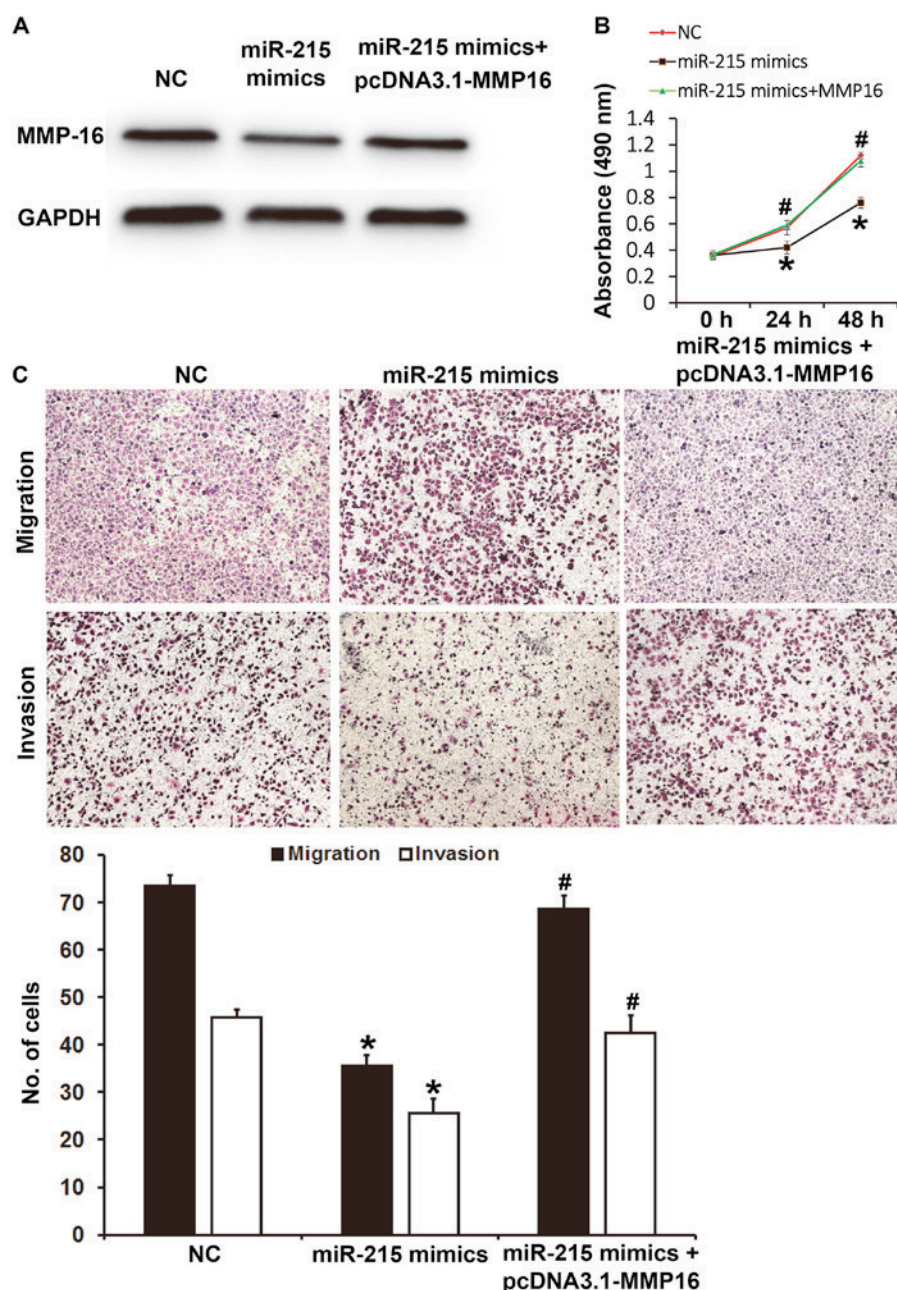 A
NC
miR-215
mimics
miR-215 mimics+
pcDNA3.1-MMP16
MMP-16
GAPDH
B
NC
miR-215 mimics
miR-215 mimics+MMP16
Absorbance (490 nm)
1.4
1.2
1
0.8
0.6
0.4
0.2
0
#
#
*
*
0 h
24 h
48 h
C
NC
miR-215 mimics
miR-215 mimics +
pcDNA3.1-MMP16
Migration
Invasion
Migration
Invasion
No. of cells
80
70
60
50
40
30
20
10
0
*
*
#
#
NC
miR-215 mimics
miR-215 mimics +
pcDNA3.1-MMP16